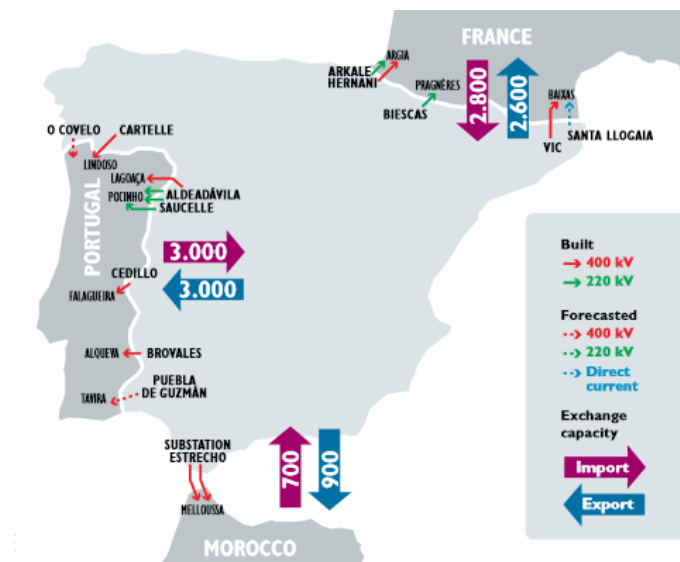 FRANCE
ARGIA
ARKALE
HERNANI
PRAGNÈRES
BIESCAS
2.800
2.600
BAIXAS
VIC
SANTA LLOGAIA
O COVELO
CARTELLE
LINDOSO
LAGOAÇA
POCINHO
ALDEADÁVILA
SAUCELLE
PORTUGAL
3.000
3.000
CEDILLO
FALAGUEIRA
ALQUEVA
BROVALES
PUEBLA
DE GUZMÁN
TAVIRA
SUBSTATION
ESTRECHO
MELLOUSSA
700
900
MOROCCO
Built
400 kV
220 kV
Forecasted
400 kV
220 kV
Direct
current
Exchange
capacity
Import
Export